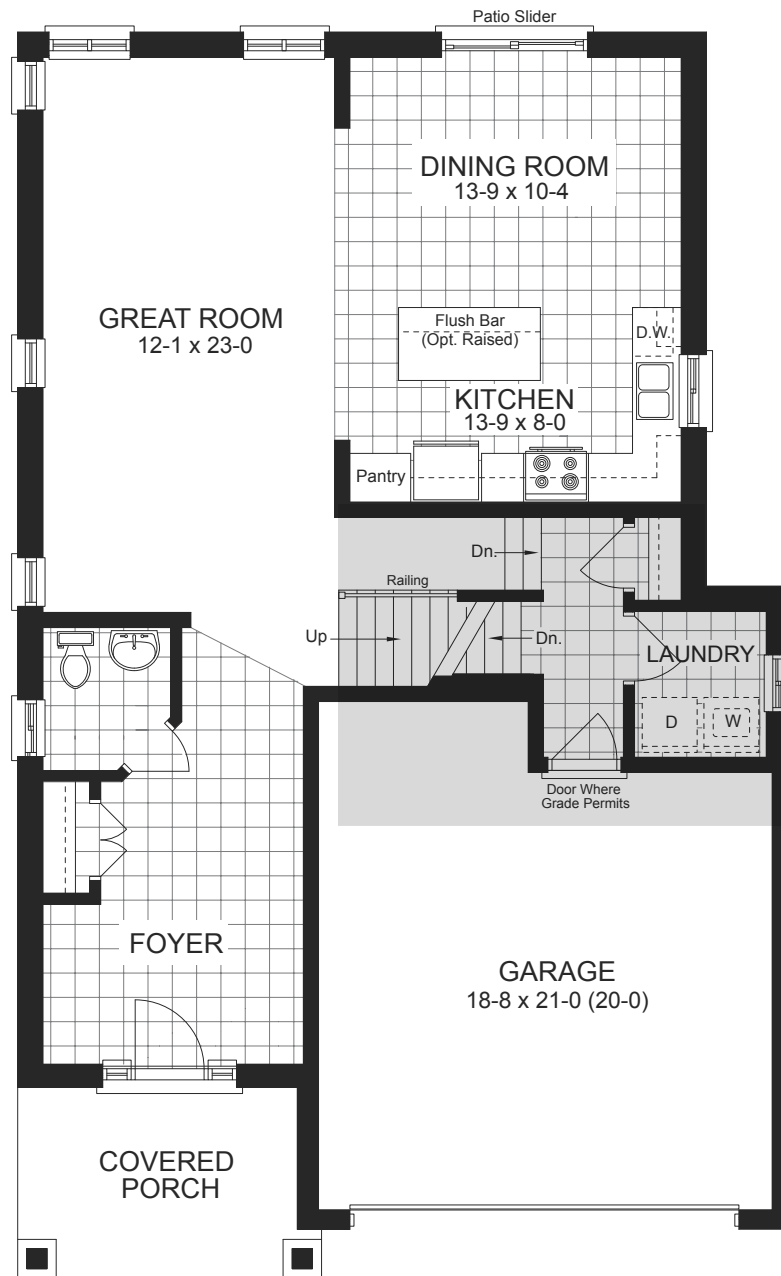 Patio Slider
DINING ROOM
13-9 x 10-4
GREAT ROOM
12-1 x 23-0
Flush Bar
(Opt. Raised)
D.W.
KITCHEN
13-9 x 8-0
Pantry
Dn.
Railing
Up
Dn.
LAUNDRY
D
W
Door Where
Grade Permits
FOYER
GARAGE
18-8 x 21-0 (20-0)
COVERED
PORCH